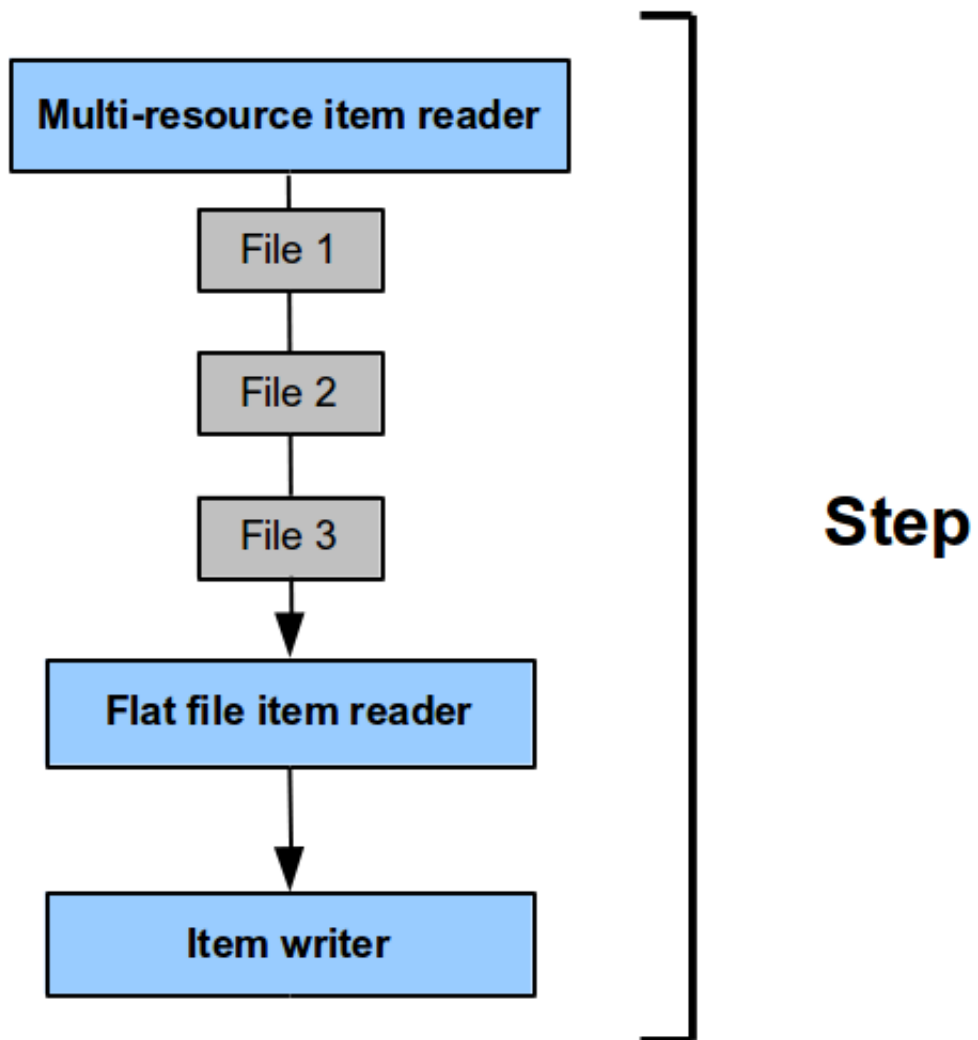 Multi-resource item reader
File 1
File 2
File 3
Step
Flat file item reader
Item writer